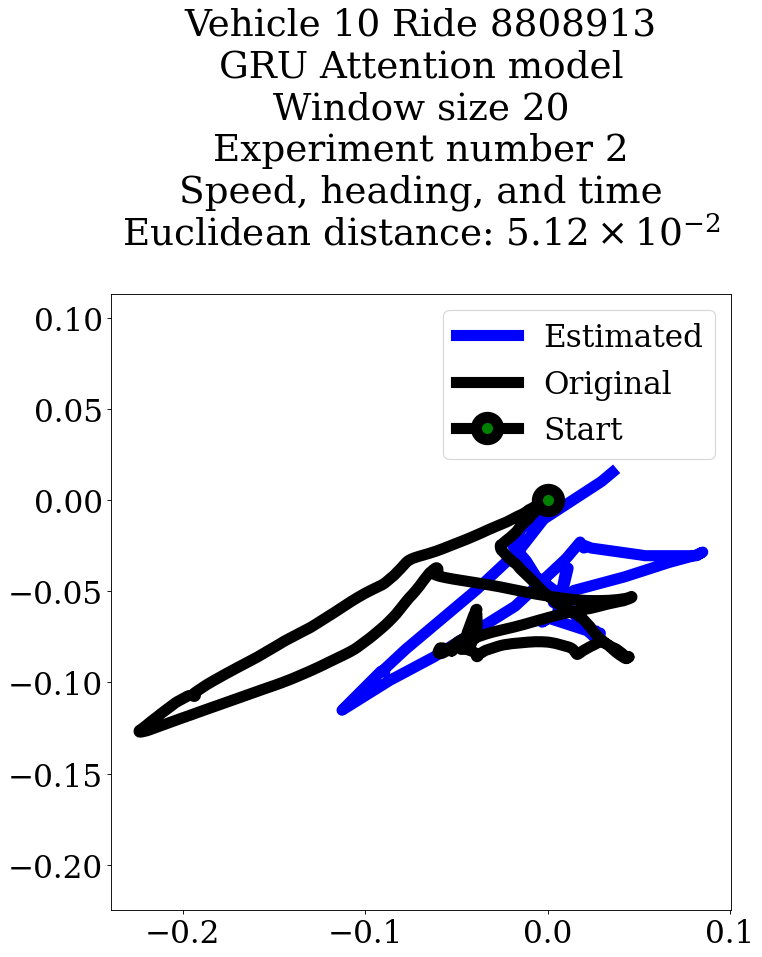 Vehicle 10 Ride 8808913
GRU Attention model
Window size 20
Experiment number 2
Speed, heading, and time
Euclidean distance: 5.12 × 10⁻²
Estimated
Original
Start
0.10
0.05
0.00
−0.05
−0.10
−0.15
−0.20
−0.2
−0.1
0.0
0.1